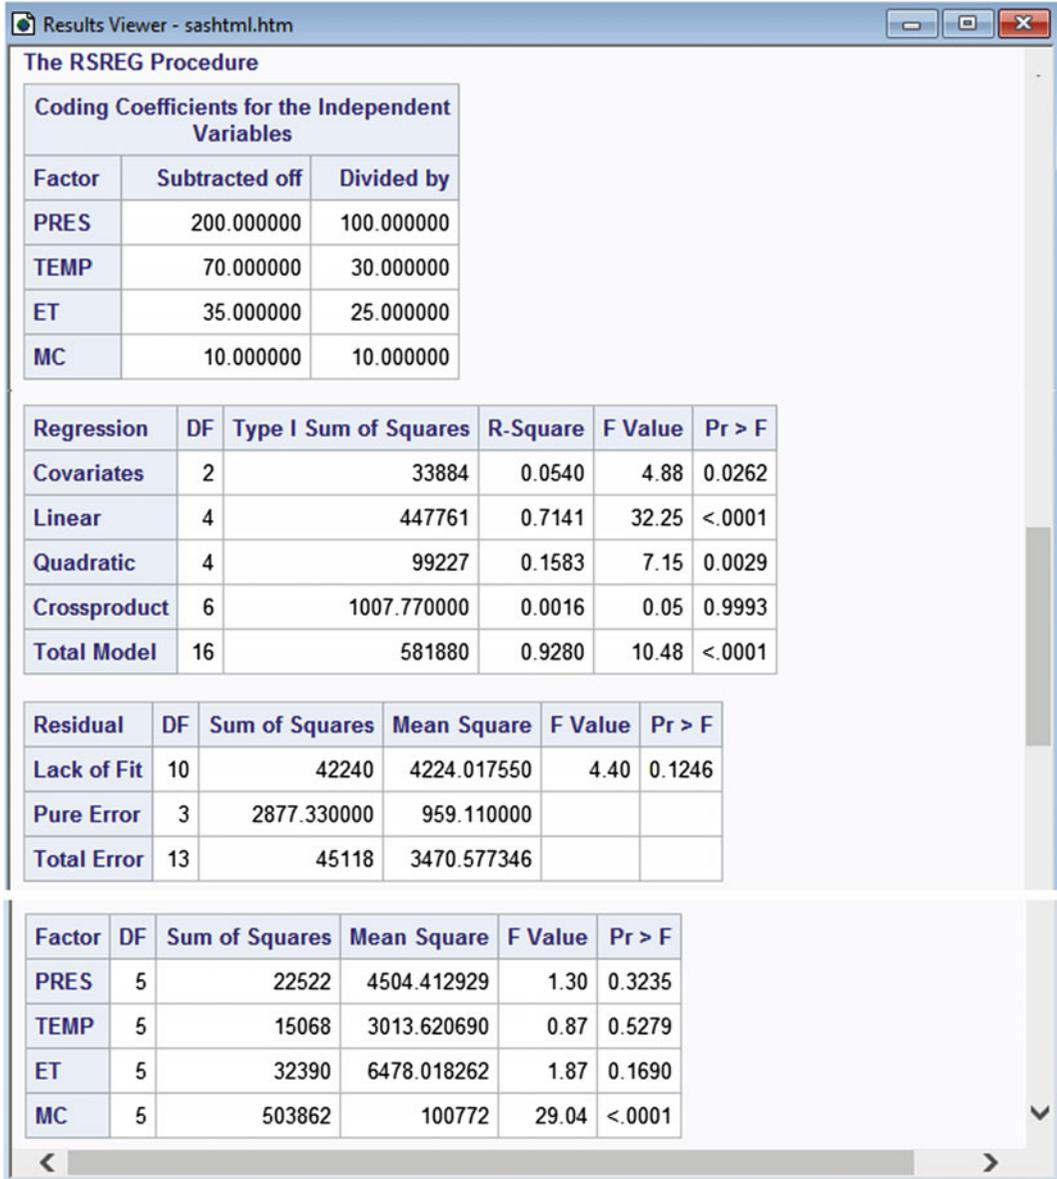 Results Viewer - sashtml.htm
The RSREG Procedure
Coding Coefficients for the Independent
Variables
Factor Subtracted off Divided by
PRES 200.000000 100.000000
TEMP 70.000000 30.000000
ET 35.000000 25.000000
MC 10.000000 10.000000
Regression DF Type I Sum of Squares R-Square F Value Pr > F
Covariates 2 33884 0.0540 4.88 0.0262
Linear 4 447761 0.7141 32.25 <.0001
Quadratic 4 99227 0.1583 7.15 0.0029
Crossproduct 6 1007.770000 0.0016 0.05 0.9993
Total Model 16 581880 0.9280 10.48 <.0001
Residual DF Sum of Squares Mean Square F Value Pr > F
Lack of Fit 10 42240 4224.017550 4.40 0.1246
Pure Error 3 2877.330000 959.110000
Total Error 13 45118 3470.577346
Factor DF Sum of Squares Mean Square F Value Pr > F
PRES 5 22522 4504.412929 1.30 0.3235
TEMP 5 15068 3013.620690 0.87 0.5279
ET 5 32390 6478.018262 1.87 0.1690
MC 5 503862 100772 29.04 <.0001